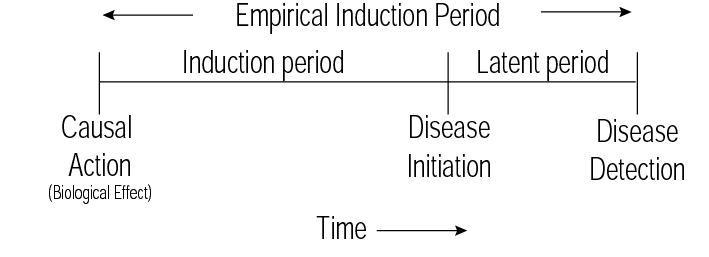 Empirical Induction Period
Induction period
Latent period
Causal
Action
(Biological Effect)
Disease
Initiation
Disease
Detection
Time